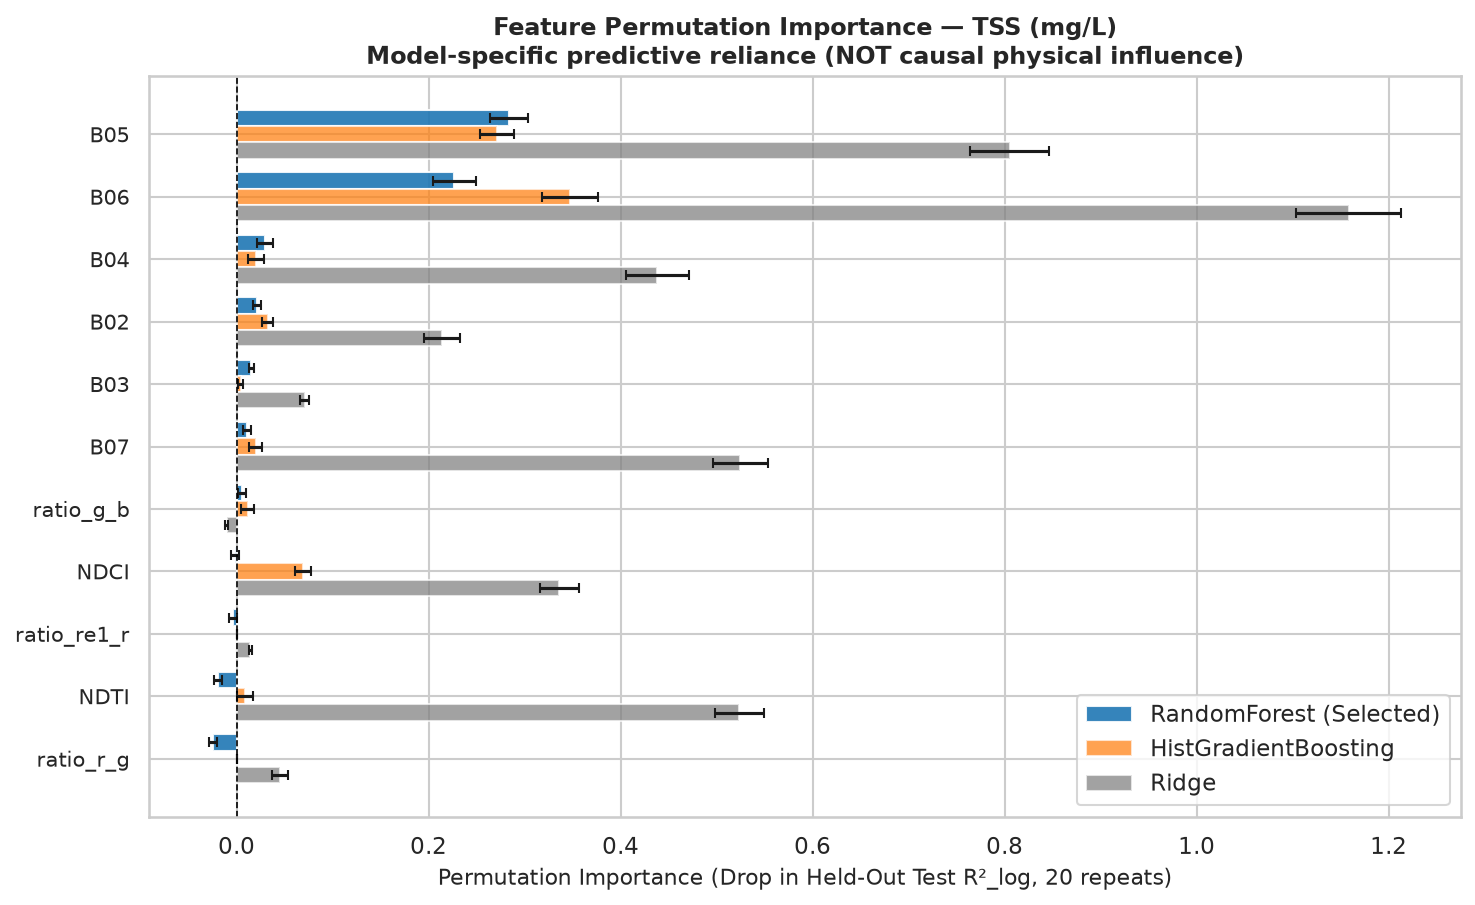 Feature Permutation Importance — TSS (mg/L)
Model-specific predictive reliance (NOT causal physical influence)
B05
B06
B04
B02
B03
B07
ratio_g_b
NDCI
ratio_re1_r
NDTI
ratio_r_g
RandomForest (Selected)
HistGradientBoosting
Ridge
0.0 0.2 0.4 0.6 0.8 1.0 1.2
Permutation Importance (Drop in Held-Out Test R²_log, 20 repeats)